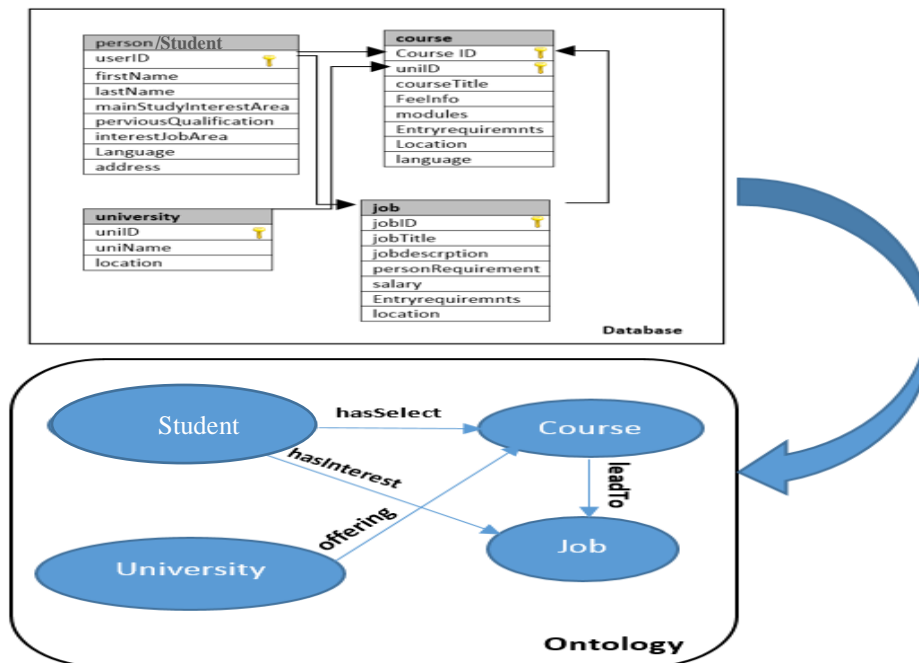 person/Student
userID
firstName
lastName
mainStudyInterestArea
perviousQualification
interestJobArea
Language
address
course
Course ID
uniID
courseTitle
FeeInfo
modules
Entryrequiremnts
Location
language
university
uniID
uniName
location
job
jobID
jobTitle
jobdescrption
personRequirement
salary
Entryrequiremnts
location
Database
Student
hasSelect
Course
hasInterest
leadTo
offering
University
Job
Ontology